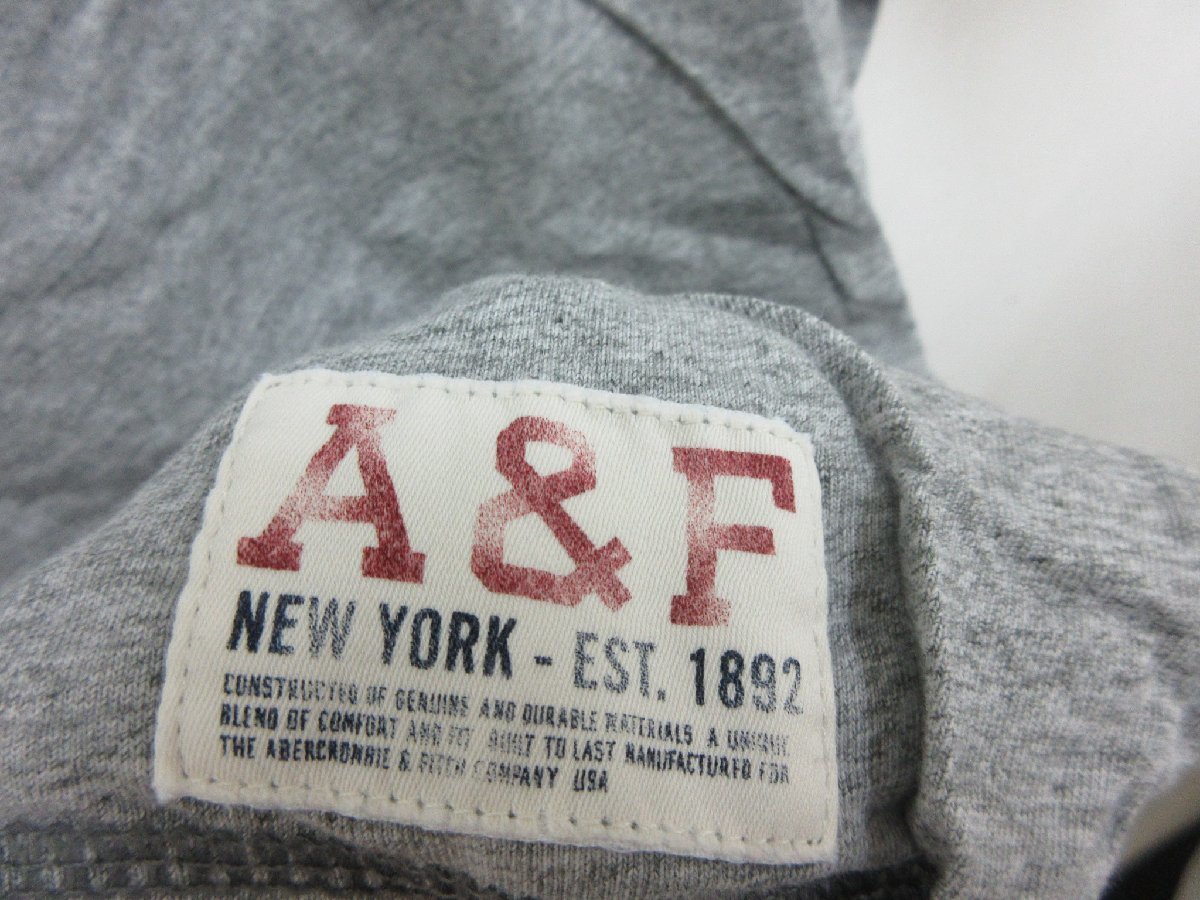 A&F
NEW YORK - EST. 1892
CONSTRUCTED OF GENUINE AND DURABLE MATERIALS A UNIQUE
BLEND OF COMFORT AND FIT BUILT TO LAST MANUFACTURED FOR
THE ABERCROMBIE & FITCH COMPANY USA